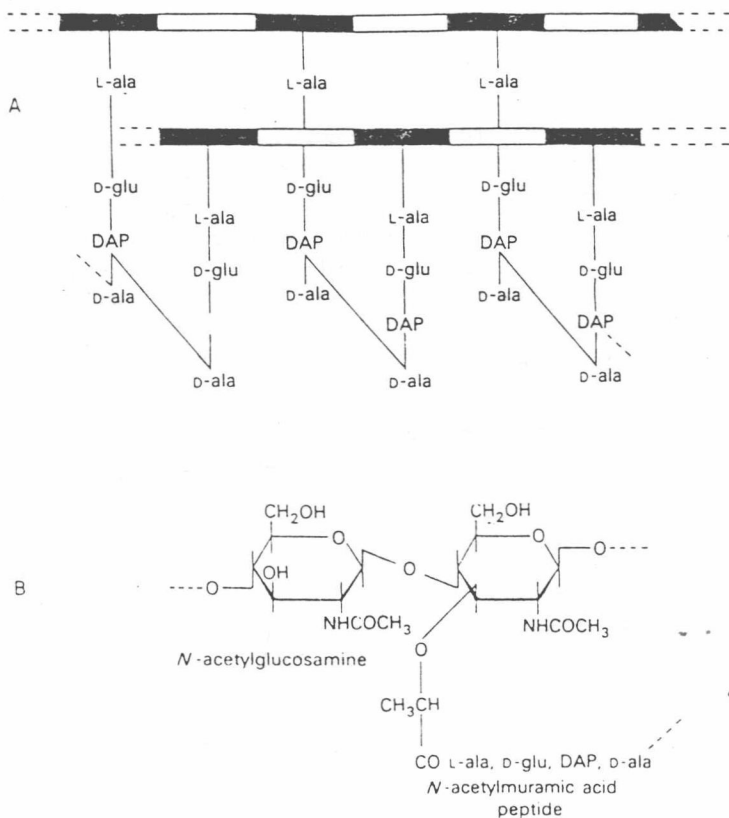 L-ala L-ala L-ala
A
D-glu D-glu D-glu
L-ala L-ala L-ala
DAP DAP DAP
D-glu D-glu D-glu
D-ala D-ala D-ala
DAP DAP
D-ala D-ala D-ala
CH₂OH CH₂OH
O O
B OH O O
O
NHCOCH₃ NHCOCH₃
N-acetylglucosamine O
CH₃CH
CO L-ala, D-glu, DAP, D-ala
N-acetylmuramic acid
peptide